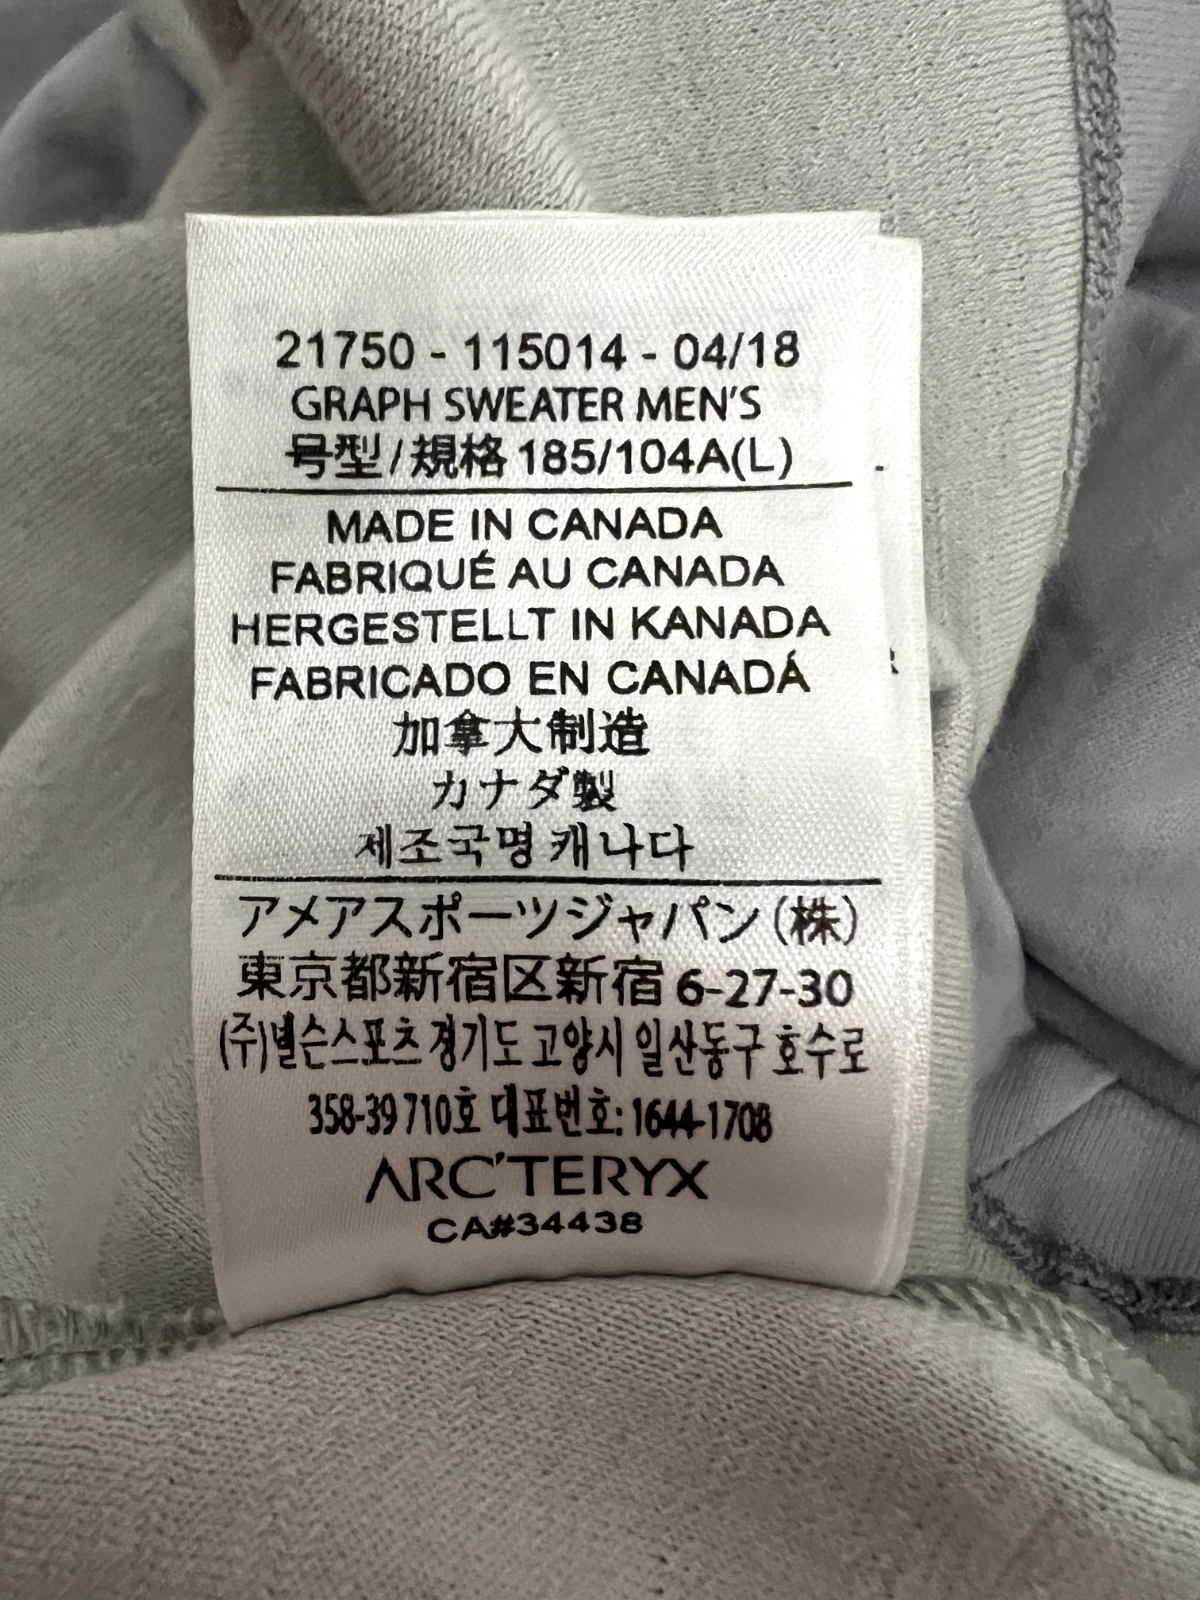 21750 - 115014 - 04/18
GRAPH SWEATER MEN'S
号型/規格 185/104A(L)
MADE IN CANADA
FABRIQUÉ AU CANADA
HERGESTELLT IN KANADA
FABRICADO EN CANADÁ
加拿大制造
カナダ製
제조국명 캐나다
アメアスポーツジャパン(株)
東京都新宿区新宿 6-27-30
(주)넬슨스포츠 경기도 고양시 일산동구 호수로
358-39 710호 대표번호: 1644-1708
ARC'TERYX
CA#34438